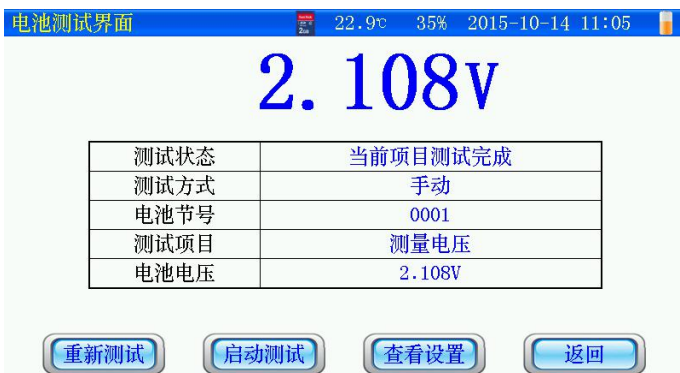 电池测试界面 22.9℃ 35% 2015-10-14 11:05
2.108V
测试状态 当前项目测试完成
测试方式 手动
电池节号 0001
测试项目 测量电压
电池电压 2.108V
重新测试 启动测试 查看设置 返回